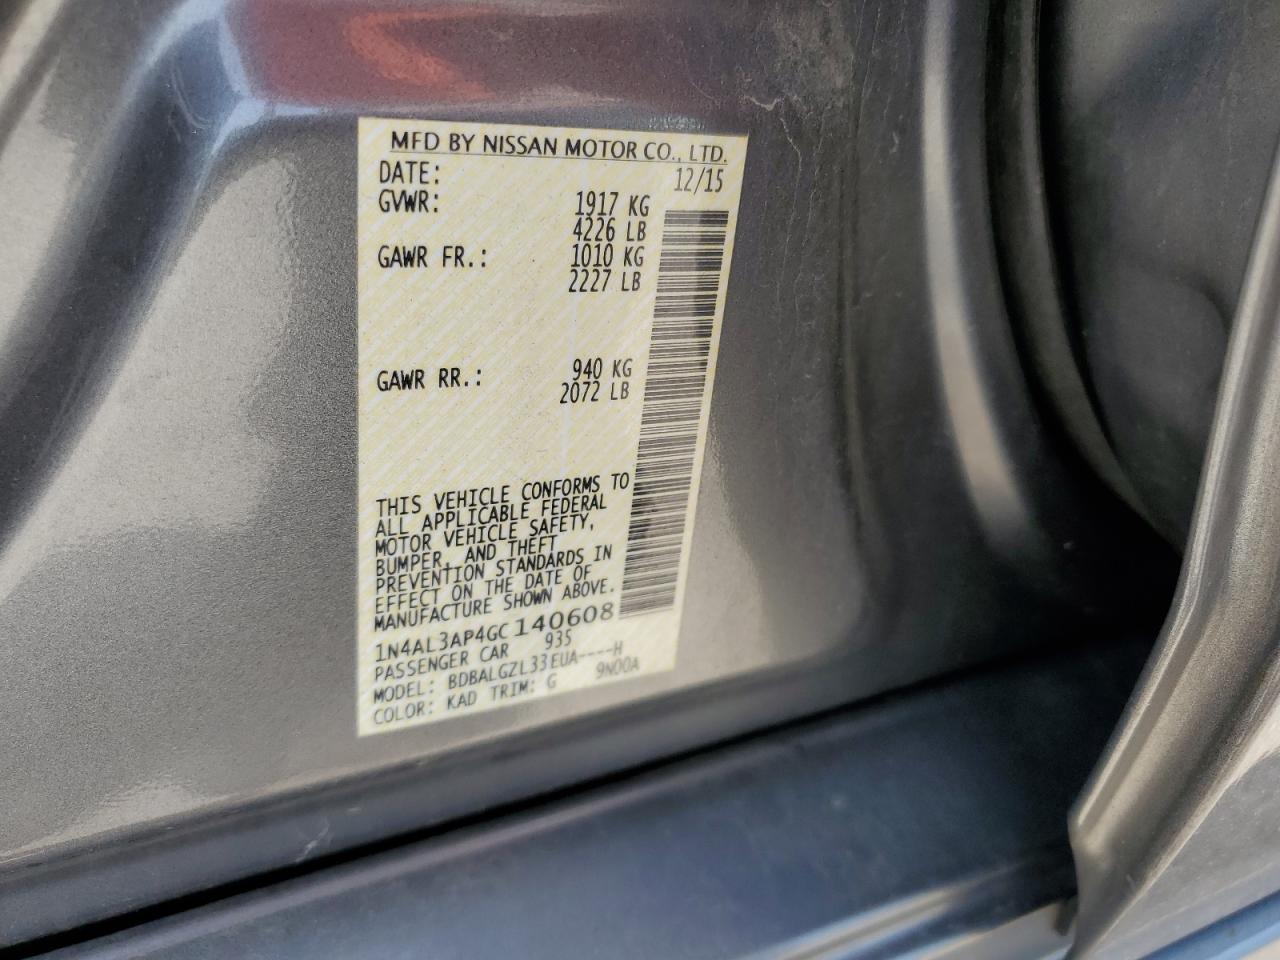 MFD BY NISSAN MOTOR CO., LTD.
DATE: 12/15
GVWR: 1917 KG
4226 LB
GAWR FR.: 1010 KG
2227 LB
GAWR RR.: 940 KG
2072 LB
THIS VEHICLE CONFORMS TO
ALL APPLICABLE FEDERAL
MOTOR VEHICLE SAFETY,
BUMPER, AND THEFT
PREVENTION STANDARDS IN
EFFECT ON THE DATE OF
MANUFACTURE SHOWN ABOVE.
1N4AL3AP4GC140608
PASSENGER CAR 935
MODEL: BDBALGZL33EUA----H
COLOR: KAD TRIM: G 9N00A